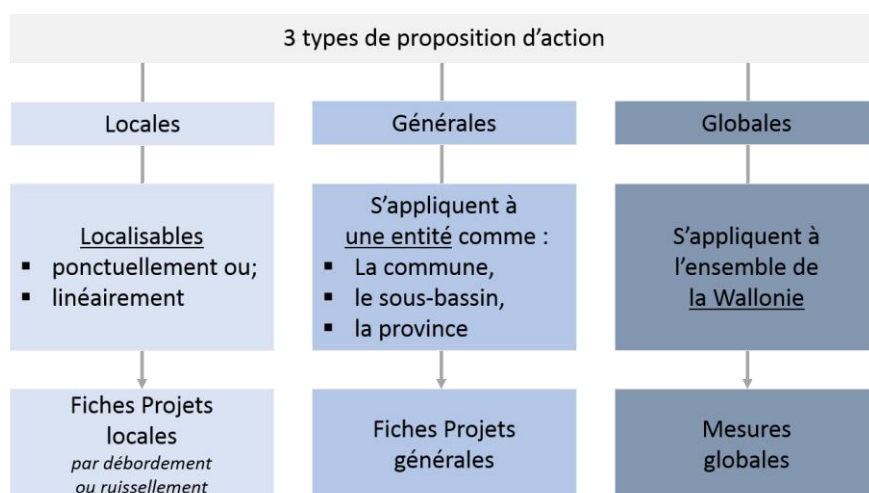 3 types de proposition d'action
Locales
Générales
Globales
Localisables
▪ ponctuellement ou;
▪ linéairement
S'appliquent à
une entité comme :
▪ La commune,
▪ le sous-bassin,
▪ la province
S'appliquent à
l'ensemble de
la Wallonie
Fiches Projets
locales
par débordement
ou ruissellement
Fiches Projets
générales
Mesures
globales